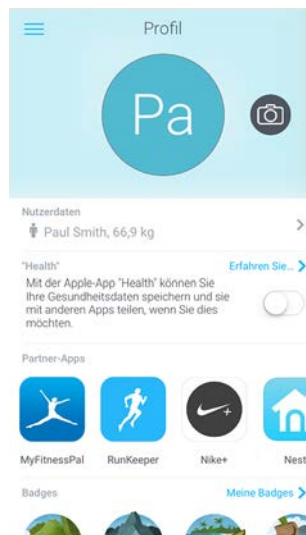 Profil
Pa
Nutzerdaten
Paul Smith, 66,9 kg
"Health"
Erfahren Sie...
Mit der Apple-App "Health" können Sie
Ihre Gesundheitsdaten speichern und sie
mit anderen Apps teilen, wenn Sie dies
möchten.
Partner-Apps
MyFitnessPal RunKeeper Nike+ Nest
Badges
Meine Badges